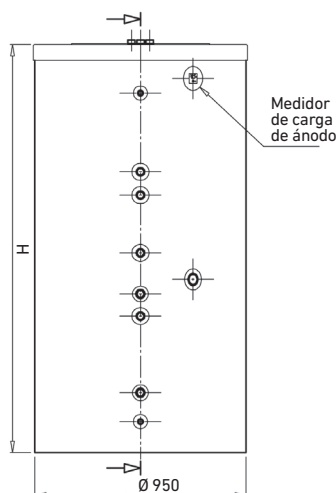 Medidor
de carga
de ánodo
H
Ø 950